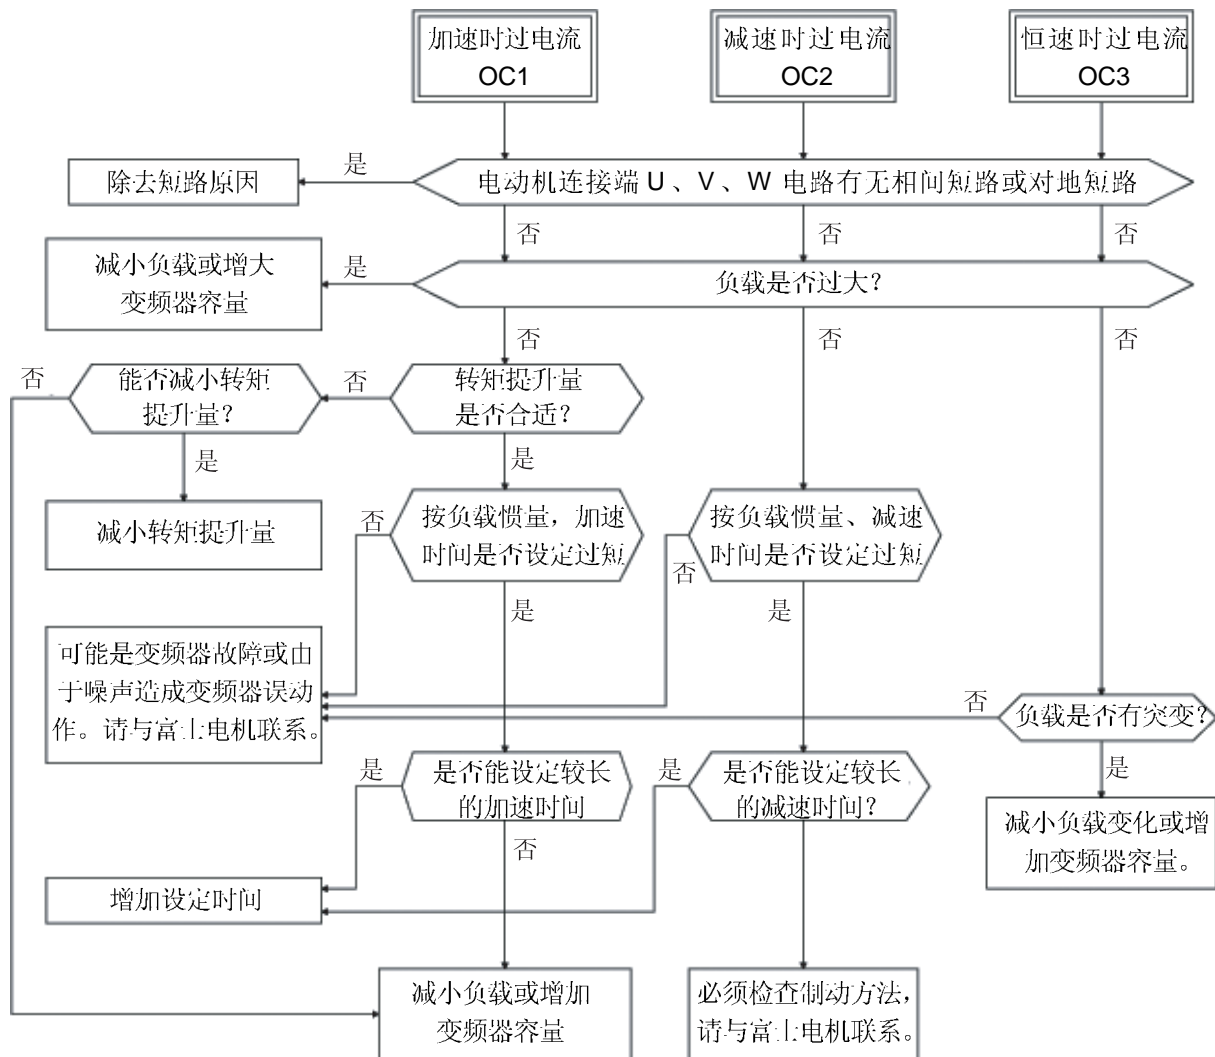 加速时过电流
OC1
减速时过电流
OC2
恒速时过电流
OC3
是
除去短路原因
电动机连接端 U、V、W 电路有无相间短路或对地短路
否
否
否
减小负载或增大
变频器容量
是
负载是否过大?
否
否
否
否
能否减小转矩
提升量?
否
转矩提升量
是否合适?
是
是
减小转矩提升量
否
按负载惯量，加速
时间是否设定过短
按负载惯量、减速
时间是否设定过短
否
是
是
可能是变频器故障或由
于噪声造成变频器误动
作。请与富士电机联系。
否
负载是否有突变?
是
是
是否能设定较长
的加速时间
是
是否能设定较长
的减速时间?
减小负载变化或增
加变频器容量。
否
增加设定时间
减小负载或增加
变频器容量
必须检查制动方法，
请与富士电机联系。